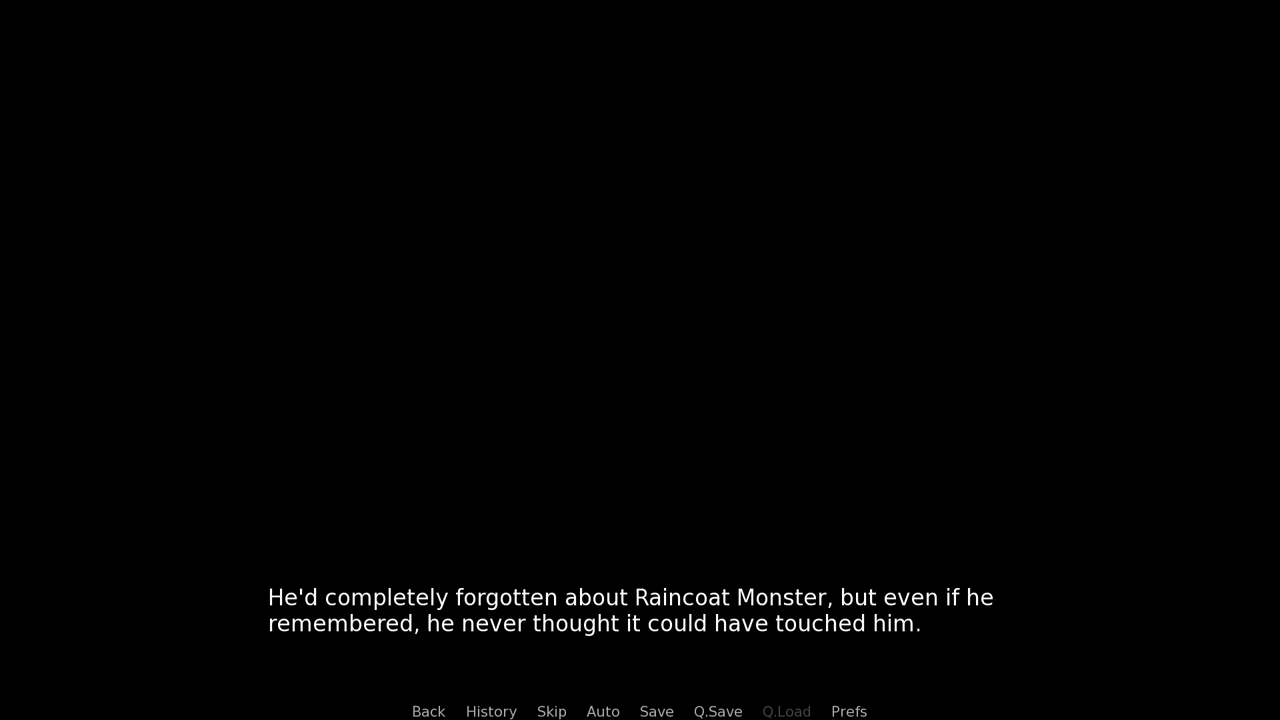 He'd completely forgotten about Raincoat Monster, but even if he
remembered, he never thought it could have touched him.
Back History Skip Auto Save Q.Save Q.Load Prefs